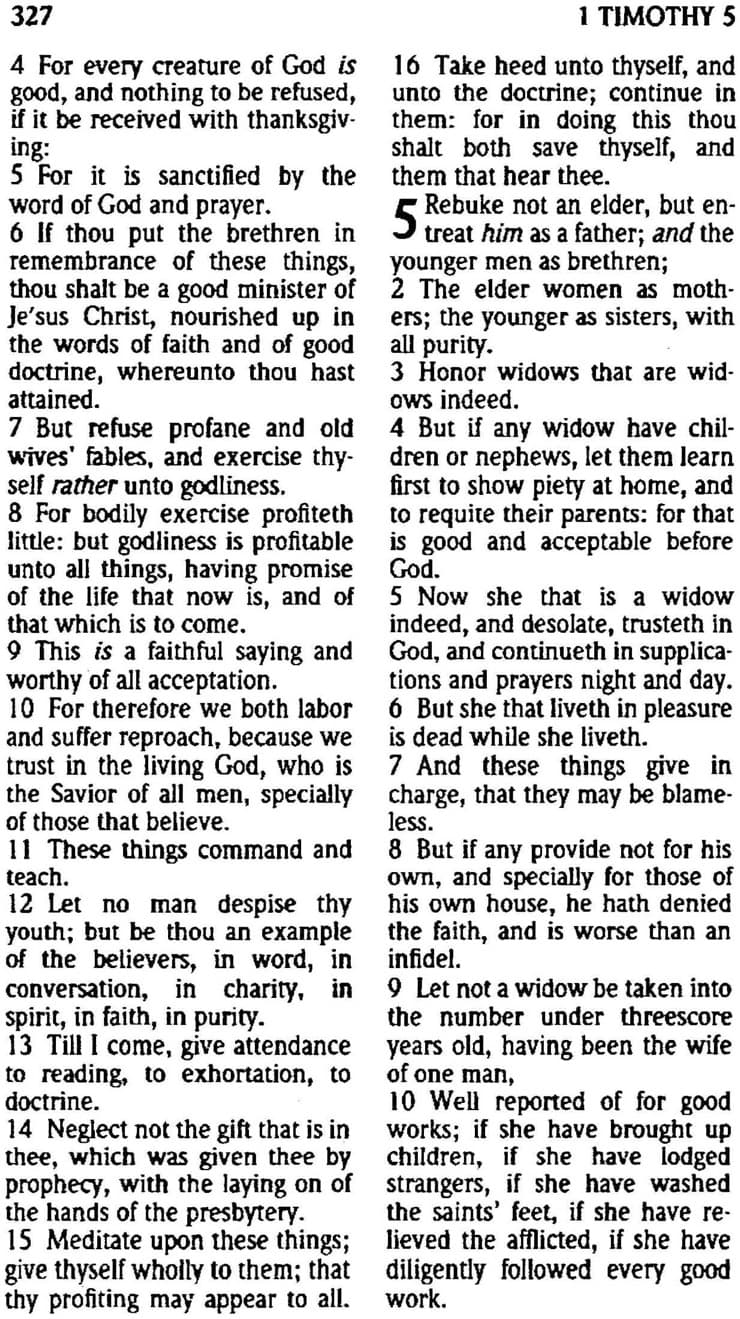 327
1 TIMOTHY 5
4 For every creature of God is
good, and nothing to be refused,
if it be received with thanksgiv-
ing:
5 For it is sanctified by the
word of God and prayer.
6 If thou put the brethren in
remembrance of these things,
thou shalt be a good minister of
Je'sus Christ, nourished up in
the words of faith and of good
doctrine, whereunto thou hast
attained.
7 But refuse profane and old
wives' fables, and exercise thy-
self rather unto godliness.
8 For bodily exercise profiteth
little: but godliness is profitable
unto all things, having promise
of the life that now is, and of
that which is to come.
9 This is a faithful saying and
worthy of all acceptation.
10 For therefore we both labor
and suffer reproach, because we
trust in the living God, who is
the Savior of all men, specially
of those that believe.
11 These things command and
teach.
12 Let no man despise thy
youth; but be thou an example
of the believers, in word, in
conversation, in charity, in
spirit, in faith, in purity.
13 Till I come, give attendance
to reading, to exhortation, to
doctrine.
14 Neglect not the gift that is in
thee, which was given thee by
prophecy, with the laying on of
the hands of the presbytery.
15 Meditate upon these things;
give thyself wholly to them; that
thy profiting may appear to all.
16 Take heed unto thyself, and
unto the doctrine; continue in
them: for in doing this thou
shalt both save thyself, and
them that hear thee.
5 Rebuke not an elder, but en-
treat him as a father; and the
younger men as brethren;
2 The elder women as moth-
ers; the younger as sisters, with
all purity.
3 Honor widows that are wid-
ows indeed.
4 But if any widow have chil-
dren or nephews, let them learn
first to show piety at home, and
to requite their parents: for that
is good and acceptable before
God.
5 Now she that is a widow
indeed, and desolate, trusteth in
God, and continueth in supplica-
tions and prayers night and day.
6 But she that liveth in pleasure
is dead while she liveth.
7 And these things give in
charge, that they may be blame-
less.
8 But if any provide not for his
own, and specially for those of
his own house, he hath denied
the faith, and is worse than an
infidel.
9 Let not a widow be taken into
the number under threescore
years old, having been the wife
of one man,
10 Well reported of for good
works; if she have brought up
children, if she have lodged
strangers, if she have washed
the saints' feet, if she have re-
lieved the afflicted, if she have
diligently followed every good
work.